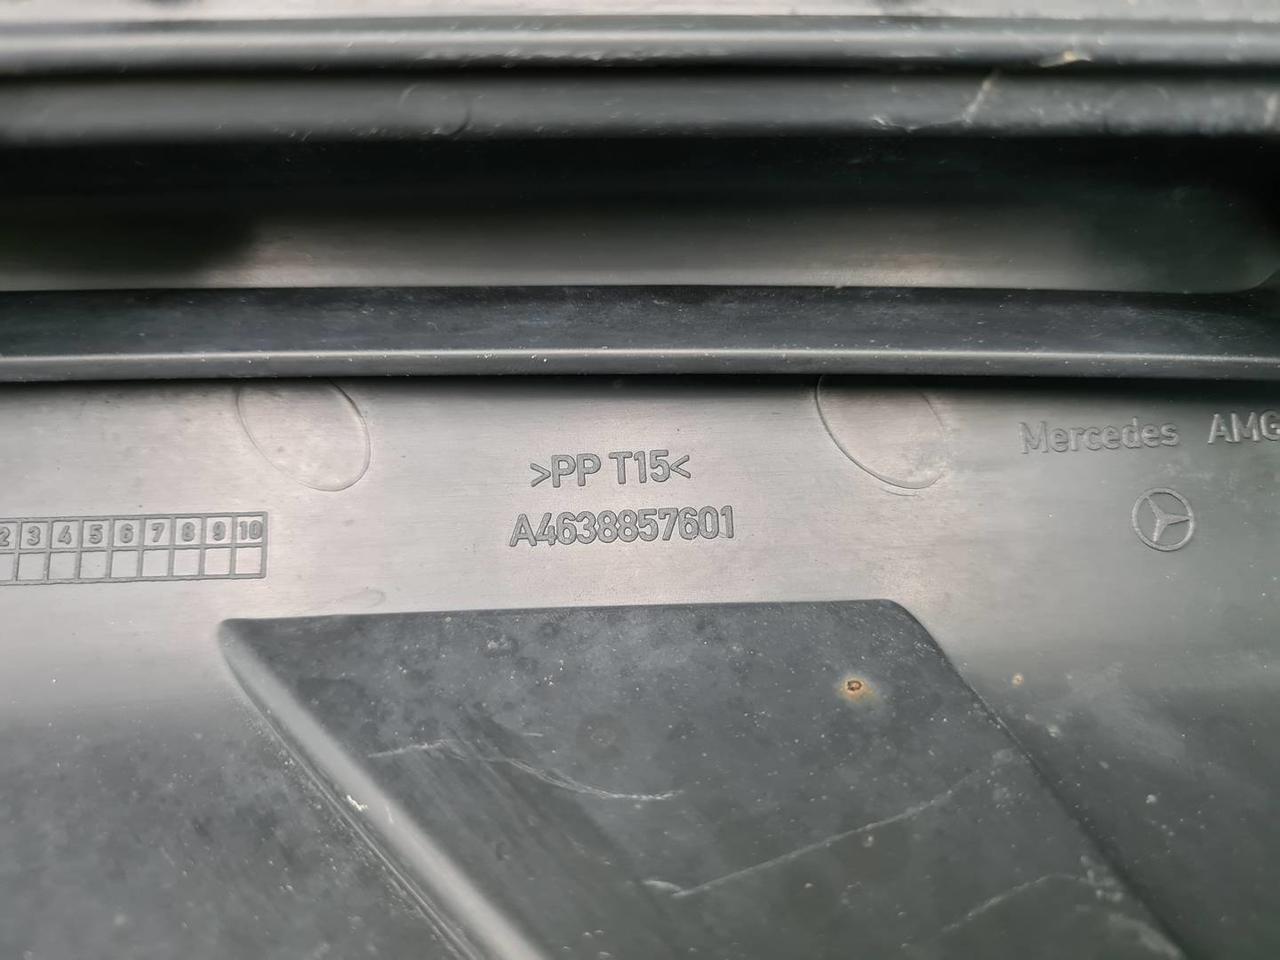 Mercedes AMG
>PP T15<
A4638857601
2 3 4 5 6 7 8 9 10